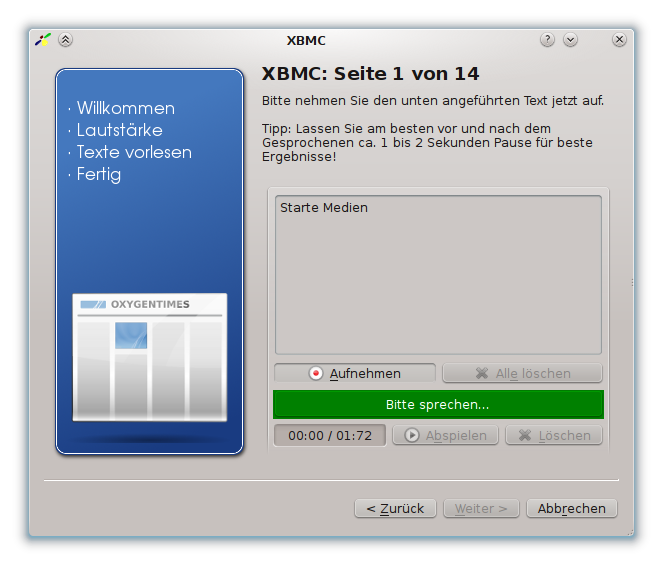 XBMC
· Willkommen
· Lautstärke
· Texte vorlesen
· Fertig
OXYGENTIMES
XBMC: Seite 1 von 14
Bitte nehmen Sie den unten angeführten Text jetzt auf.
Tipp: Lassen Sie am besten vor und nach dem
Gesprochenen ca. 1 bis 2 Sekunden Pause für beste
Ergebnisse!
Starte Medien
Aufnehmen
Alle löschen
Bitte sprechen...
00:00 / 01:72
Abspielen
Löschen
< Zurück
Weiter >
Abbrechen